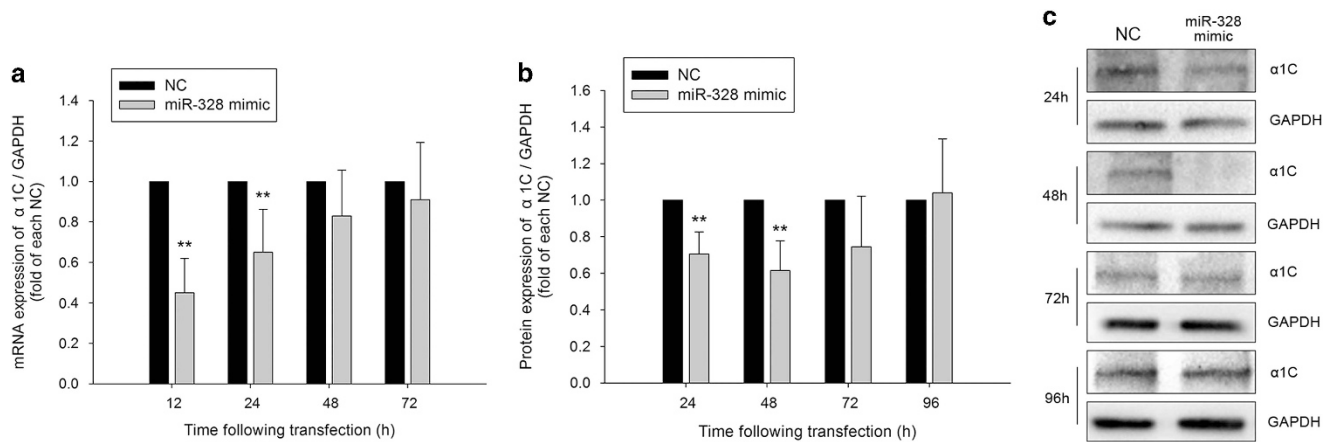 a
NC
miR-328 mimic
mRNA expression of α 1C / GAPDH
(fold of each NC)
1.4
1.2
1.0
0.8
0.6
0.4
0.2
0.0
**
**
12 24 48 72
Time following transfection (h)
b
NC
miR-328 mimic
Protein expression of α 1C / GAPDH
(fold of each NC)
1.6
1.4
1.2
1.0
0.8
0.6
0.4
0.2
0.0
**
**
24 48 72 96
Time following transfection (h)
c
NC
miR-328
mimic
24h
α1C
GAPDH
48h
α1C
GAPDH
72h
α1C
GAPDH
96h
α1C
GAPDH